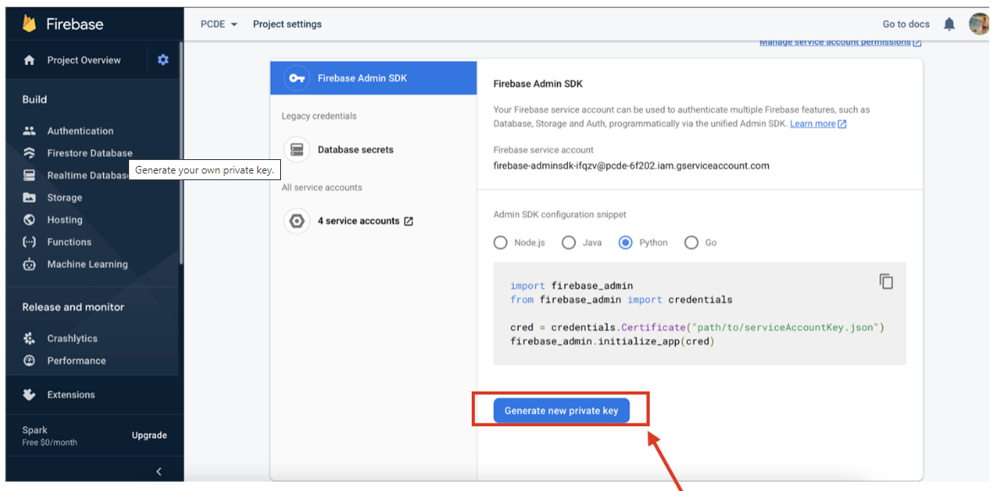 Firebase
PCDE
Project settings
Go to docs
Project Overview
Manage service account permissions
Build
Authentication
Firestore Database
Realtime Databas
Generate your own private key.
Storage
Hosting
Functions
Machine Learning
Release and monitor
Crashlytics
Performance
Extensions
Spark
Free $0/month
Upgrade
Firebase Admin SDK
Legacy credentials
Database secrets
All service accounts
4 service accounts
Firebase Admin SDK
Your Firebase service account can be used to authenticate multiple Firebase features, such as
Database, Storage and Auth, programmatically via the unified Admin SDK. Learn more
Firebase service account
firebase-adminsdk-ifqzv@pcde-6f202.iam.gserviceaccount.com
Admin SDK configuration snippet
Node.js Java Python Go
import firebase_admin
from firebase_admin import credentials
cred = credentials.Certificate("path/to/serviceAccountKey.json")
firebase_admin.initialize_app(cred)
Generate new private key